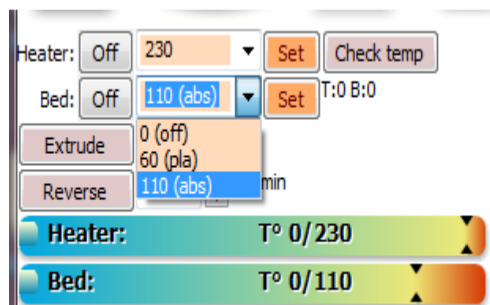 Heater: Off 230 Set Check temp
Bed: Off 110 (abs) Set T:0 B:0
0 (off)
Extrude
60 (pla)
Reverse 110 (abs) min
Heater: T° 0/230
Bed: T° 0/110